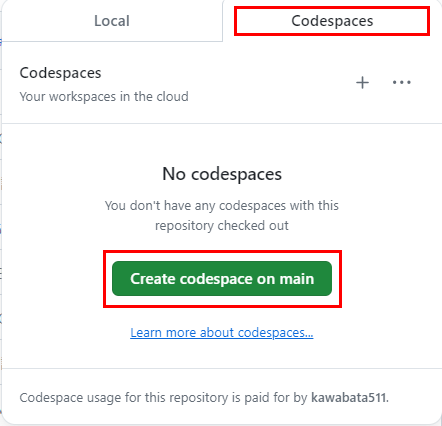 Local
Codespaces
Codespaces
Your workspaces in the cloud
No codespaces
You don't have any codespaces with this
repository checked out
Create codespace on main
Learn more about codespaces...
Codespace usage for this repository is paid for by kawabata511.